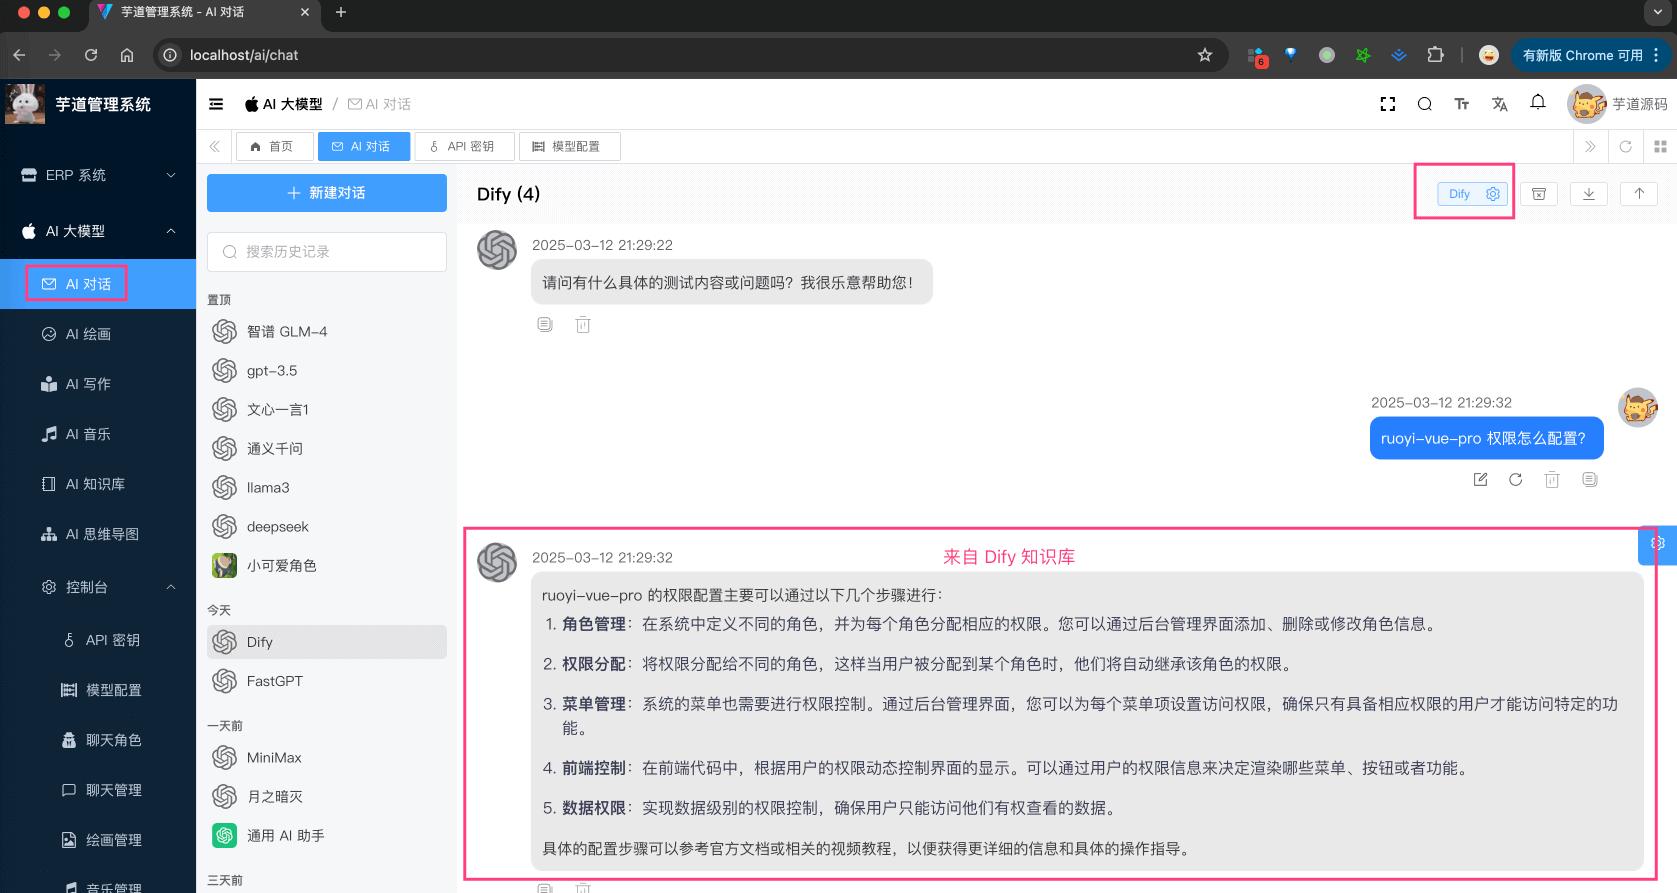 芋道管理系统 - AI 对话
localhost/ai/chat
6
有新版 Chrome 可用
芋道管理系统
AI 大模型 / AI 对话
芋道源码
首页
AI 对话
API 密钥
模型配置
ERP 系统
AI 大模型
AI 对话
AI 绘画
AI 写作
AI 音乐
AI 知识库
AI 思维导图
控制台
API 密钥
模型配置
聊天角色
聊天管理
绘画管理
音乐管理
新建对话
搜索历史记录
置顶
智谱 GLM-4
gpt-3.5
文心一言1
通义千问
llama3
deepseek
小可爱角色
今天
Dify
FastGPT
一天前
MiniMax
月之暗灭
通用 AI 助手
三天前
Dify (4)
Dify
2025-03-12 21:29:22
请问有什么具体的测试内容或问题吗？我很乐意帮助您！
2025-03-12 21:29:32
ruoyi-vue-pro 权限怎么配置？
2025-03-12 21:29:32
来自 Dify 知识库
ruoyi-vue-pro 的权限配置主要可以通过以下几个步骤进行：
1. 角色管理：在系统中定义不同的角色，并为每个角色分配相应的权限。您可以通过后台管理界面添加、删除或修改角色信息。
2. 权限分配：将权限分配给不同的角色，这样当用户被分配到某个角色时，他们将自动继承该角色的权限。
3. 菜单管理：系统的菜单也需要进行权限控制。通过后台管理界面，您可以为每个菜单项设置访问权限，确保只有具备相应权限的用户才能访问特定的功
能。
4. 前端控制：在前端代码中，根据用户的权限动态控制界面的显示。可以通过用户的权限信息来决定渲染哪些菜单、按钮或者功能。
5. 数据权限：实现数据级别的权限控制，确保用户只能访问他们有权查看的数据。
具体的配置步骤可以参考官方文档或相关的视频教程，以便获得更详细的信息和具体的操作指导。